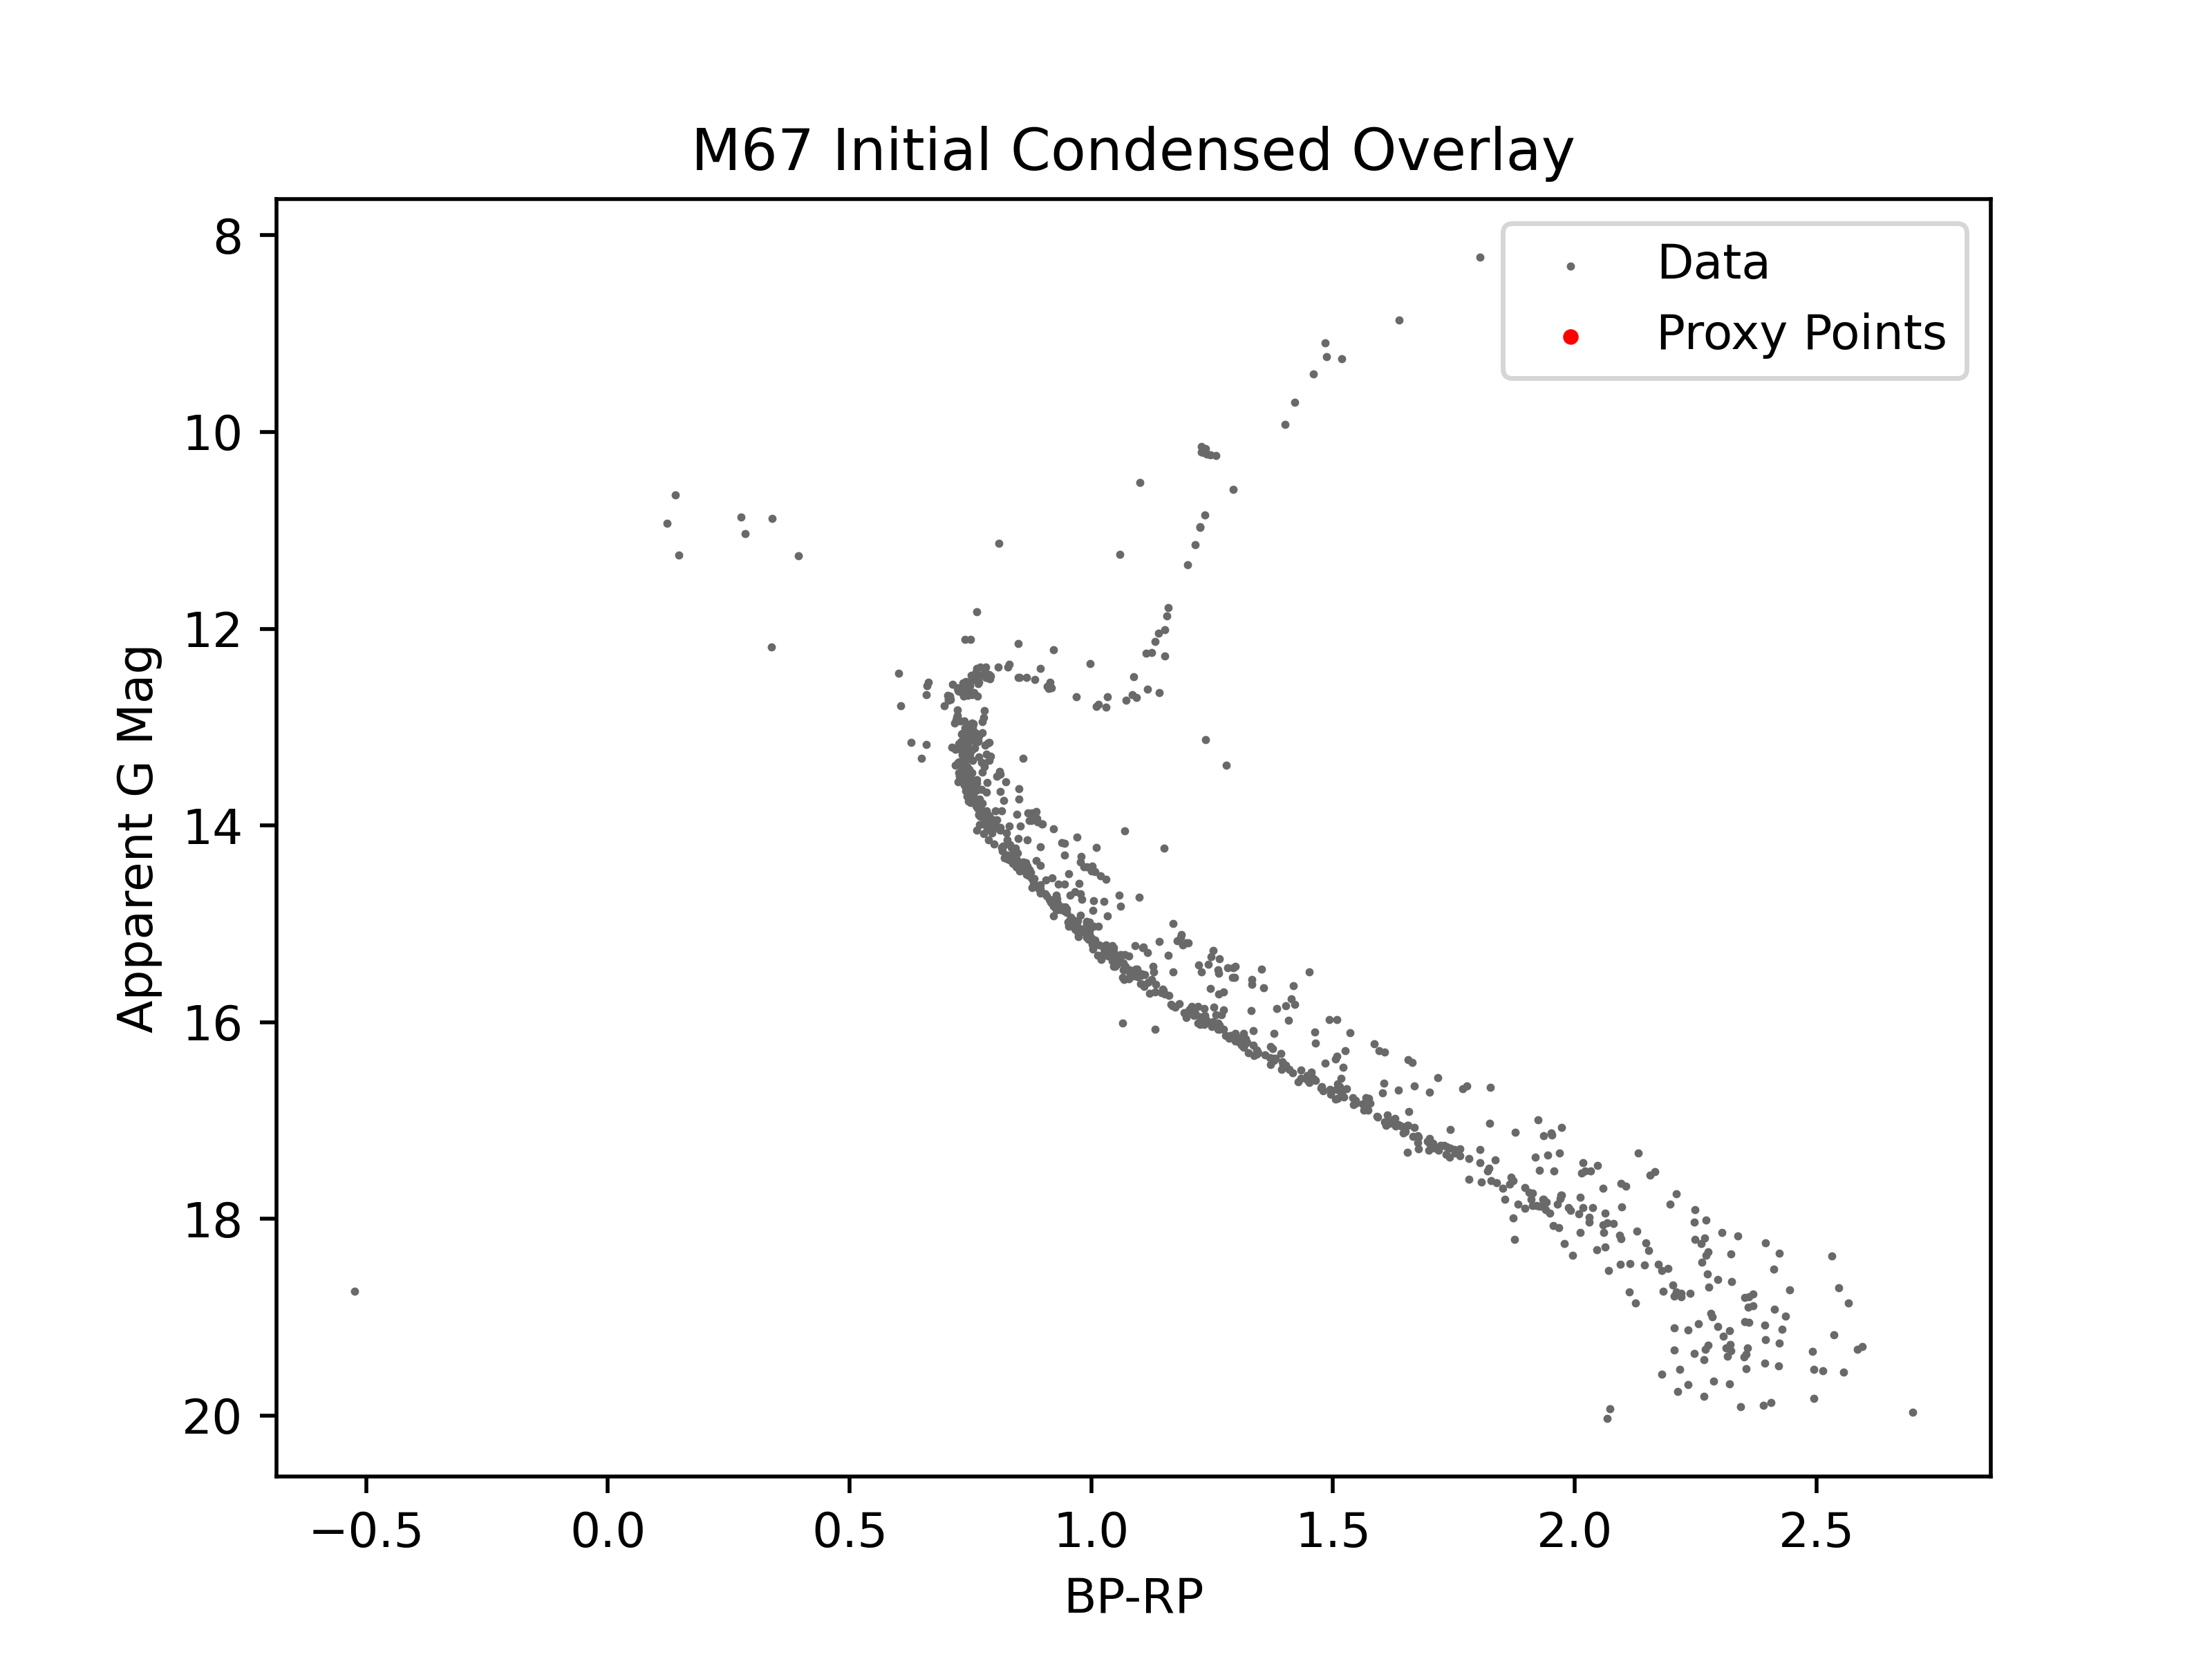 M67 Initial Condensed Overlay
Data
Proxy Points
8
10
12
14
16
18
20
Apparent G Mag
−0.5 0.0 0.5 1.0 1.5 2.0 2.5
BP-RP